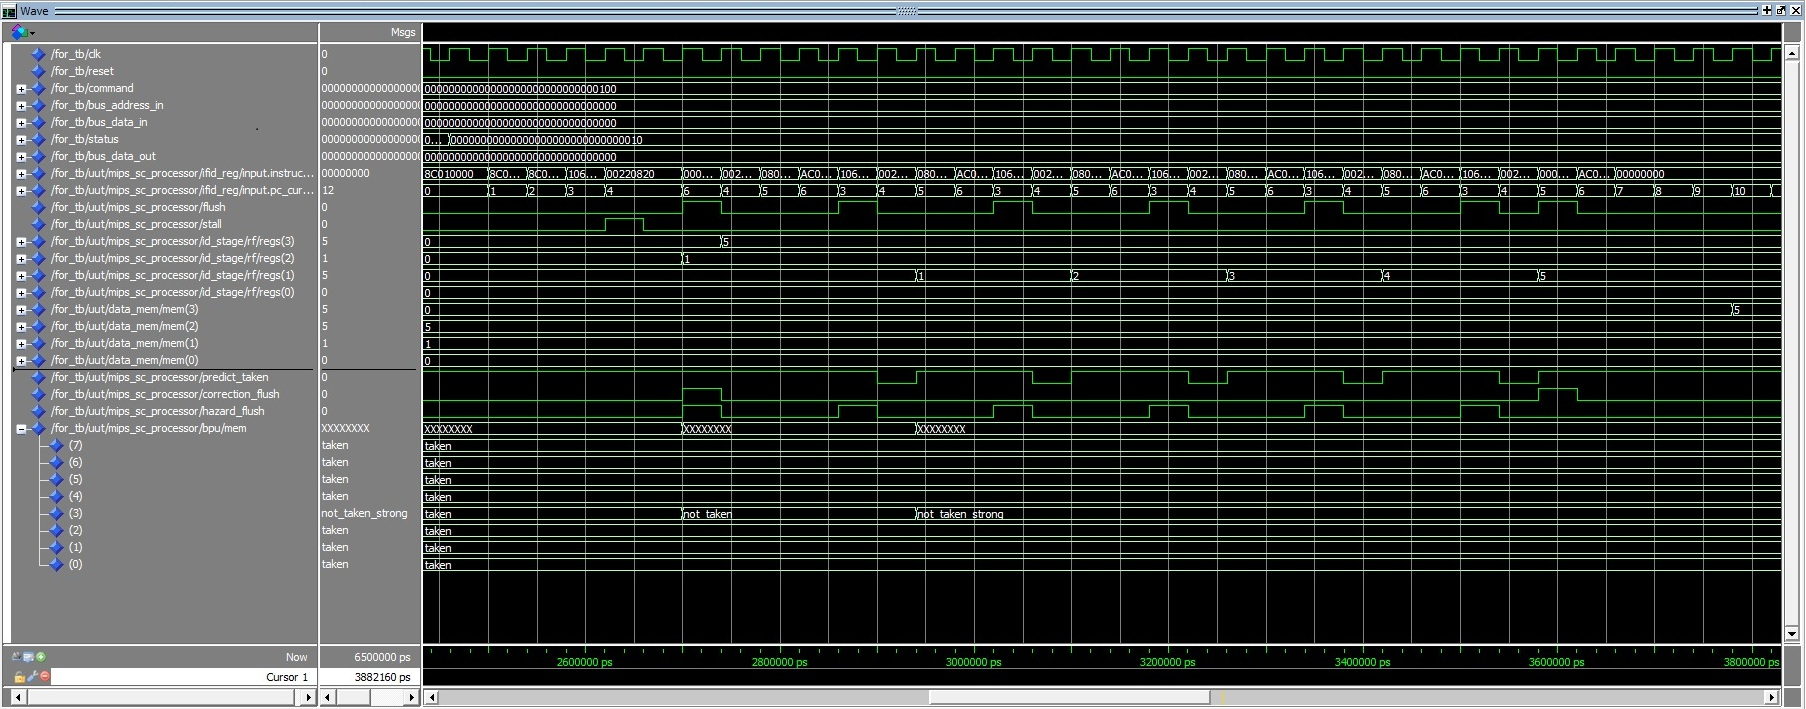 Wave
Msgs
/for_tb/clk 0
/for_tb/reset 0
/for_tb/command 00000000000000000000 00000000000000000000000000000100
/for_tb/bus_address_in 00000000000000000000 00000000000000000000000000000000
/for_tb/bus_data_in 00000000000000000000 00000000000000000000000000000000
/for_tb/status 00000000000000000000 0... 00000000000000000000000000000010
/for_tb/bus_data_out 00000000000000000000 00000000000000000000000000000000
/for_tb/uut/mips_sc_processor/ifid_reg/input.instruc... 00000000 8C010000 8C0... 8C0... 106... 00220820 000... 002... 080... AC0... 106... 002... 080... AC0... 106... 002... 080... AC0... 106... 002... 080... AC0... 106... 002... 080... AC0... 106... 002... 000... AC0... 00000000
/for_tb/uut/mips_sc_processor/ifid_reg/input.pc_cur... 12 0 1 2 3 4 6 4 5 6 3 4 5 6 3 4 5 6 3 4 5 6 3 4 5 6 3 4 5 6 7 8 9 10
/for_tb/uut/mips_sc_processor/flush 0
/for_tb/uut/mips_sc_processor/stall 0
/for_tb/uut/mips_sc_processor/id_stage/rf/regs(3) 5 0 5
/for_tb/uut/mips_sc_processor/id_stage/rf/regs(2) 1 0 1
/for_tb/uut/mips_sc_processor/id_stage/rf/regs(1) 5 0 1 2 3 4 5
/for_tb/uut/mips_sc_processor/id_stage/rf/regs(0) 0 0
/for_tb/uut/data_mem/mem(3) 5 0 5
/for_tb/uut/data_mem/mem(2) 5 5
/for_tb/uut/data_mem/mem(1) 1 1
/for_tb/uut/data_mem/mem(0) 0 0
/for_tb/uut/mips_sc_processor/predict_taken 0
/for_tb/uut/mips_sc_processor/correction_flush 0
/for_tb/uut/mips_sc_processor/hazard_flush 0
/for_tb/uut/mips_sc_processor/bpu/mem XXXXXXXX XXXXXXXX XXXXXXXX XXXXXXXX
(7) taken taken
(6) taken taken
(5) taken taken
(4) taken taken
(3) not_taken_strong taken not_taken not_taken_strong
(2) taken taken
(1) taken taken
(0) taken taken
Now 6500000 ps 2600000 ps 2800000 ps 3000000 ps 3200000 ps 3400000 ps 3600000 ps 3800000 ps
Cursor 1 3882160 ps